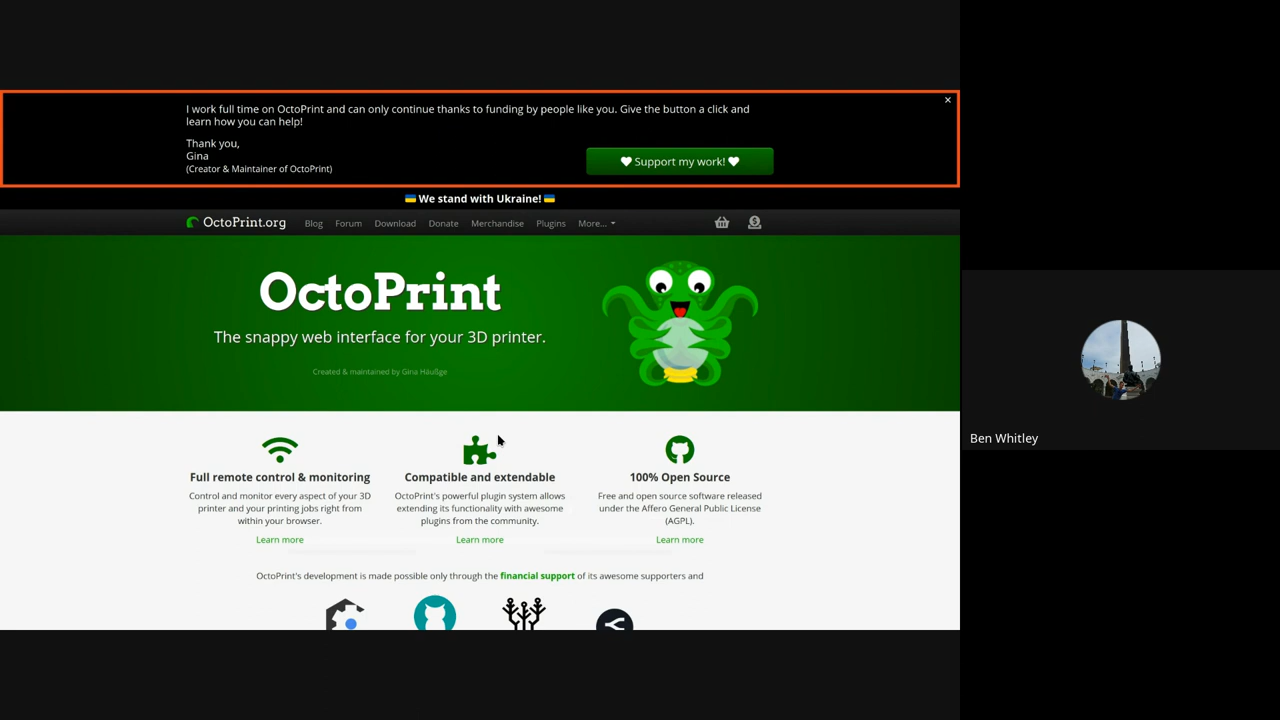 I work full time on OctoPrint and can only continue thanks to funding by people like you. Give the button a click and
learn how you can help!
Thank you,
Gina
(Creator & Maintainer of OctoPrint)
Support my work!
We stand with Ukraine!
OctoPrint.org Blog Forum Download Donate Merchandise Plugins More...
OctoPrint
The snappy web interface for your 3D printer.
Created & maintained by Gina Häußge
Ben Whitley
Full remote control & monitoring
Control and monitor every aspect of your 3D
printer and your printing jobs right from
within your browser.
Learn more
Compatible and extendable
OctoPrint's powerful plugin system allows
extending its functionality with awesome
plugins from the community.
Learn more
100% Open Source
Free and open source software released
under the Affero General Public License
(AGPL).
Learn more
OctoPrint's development is made possible only through the financial support of its awesome supporters and